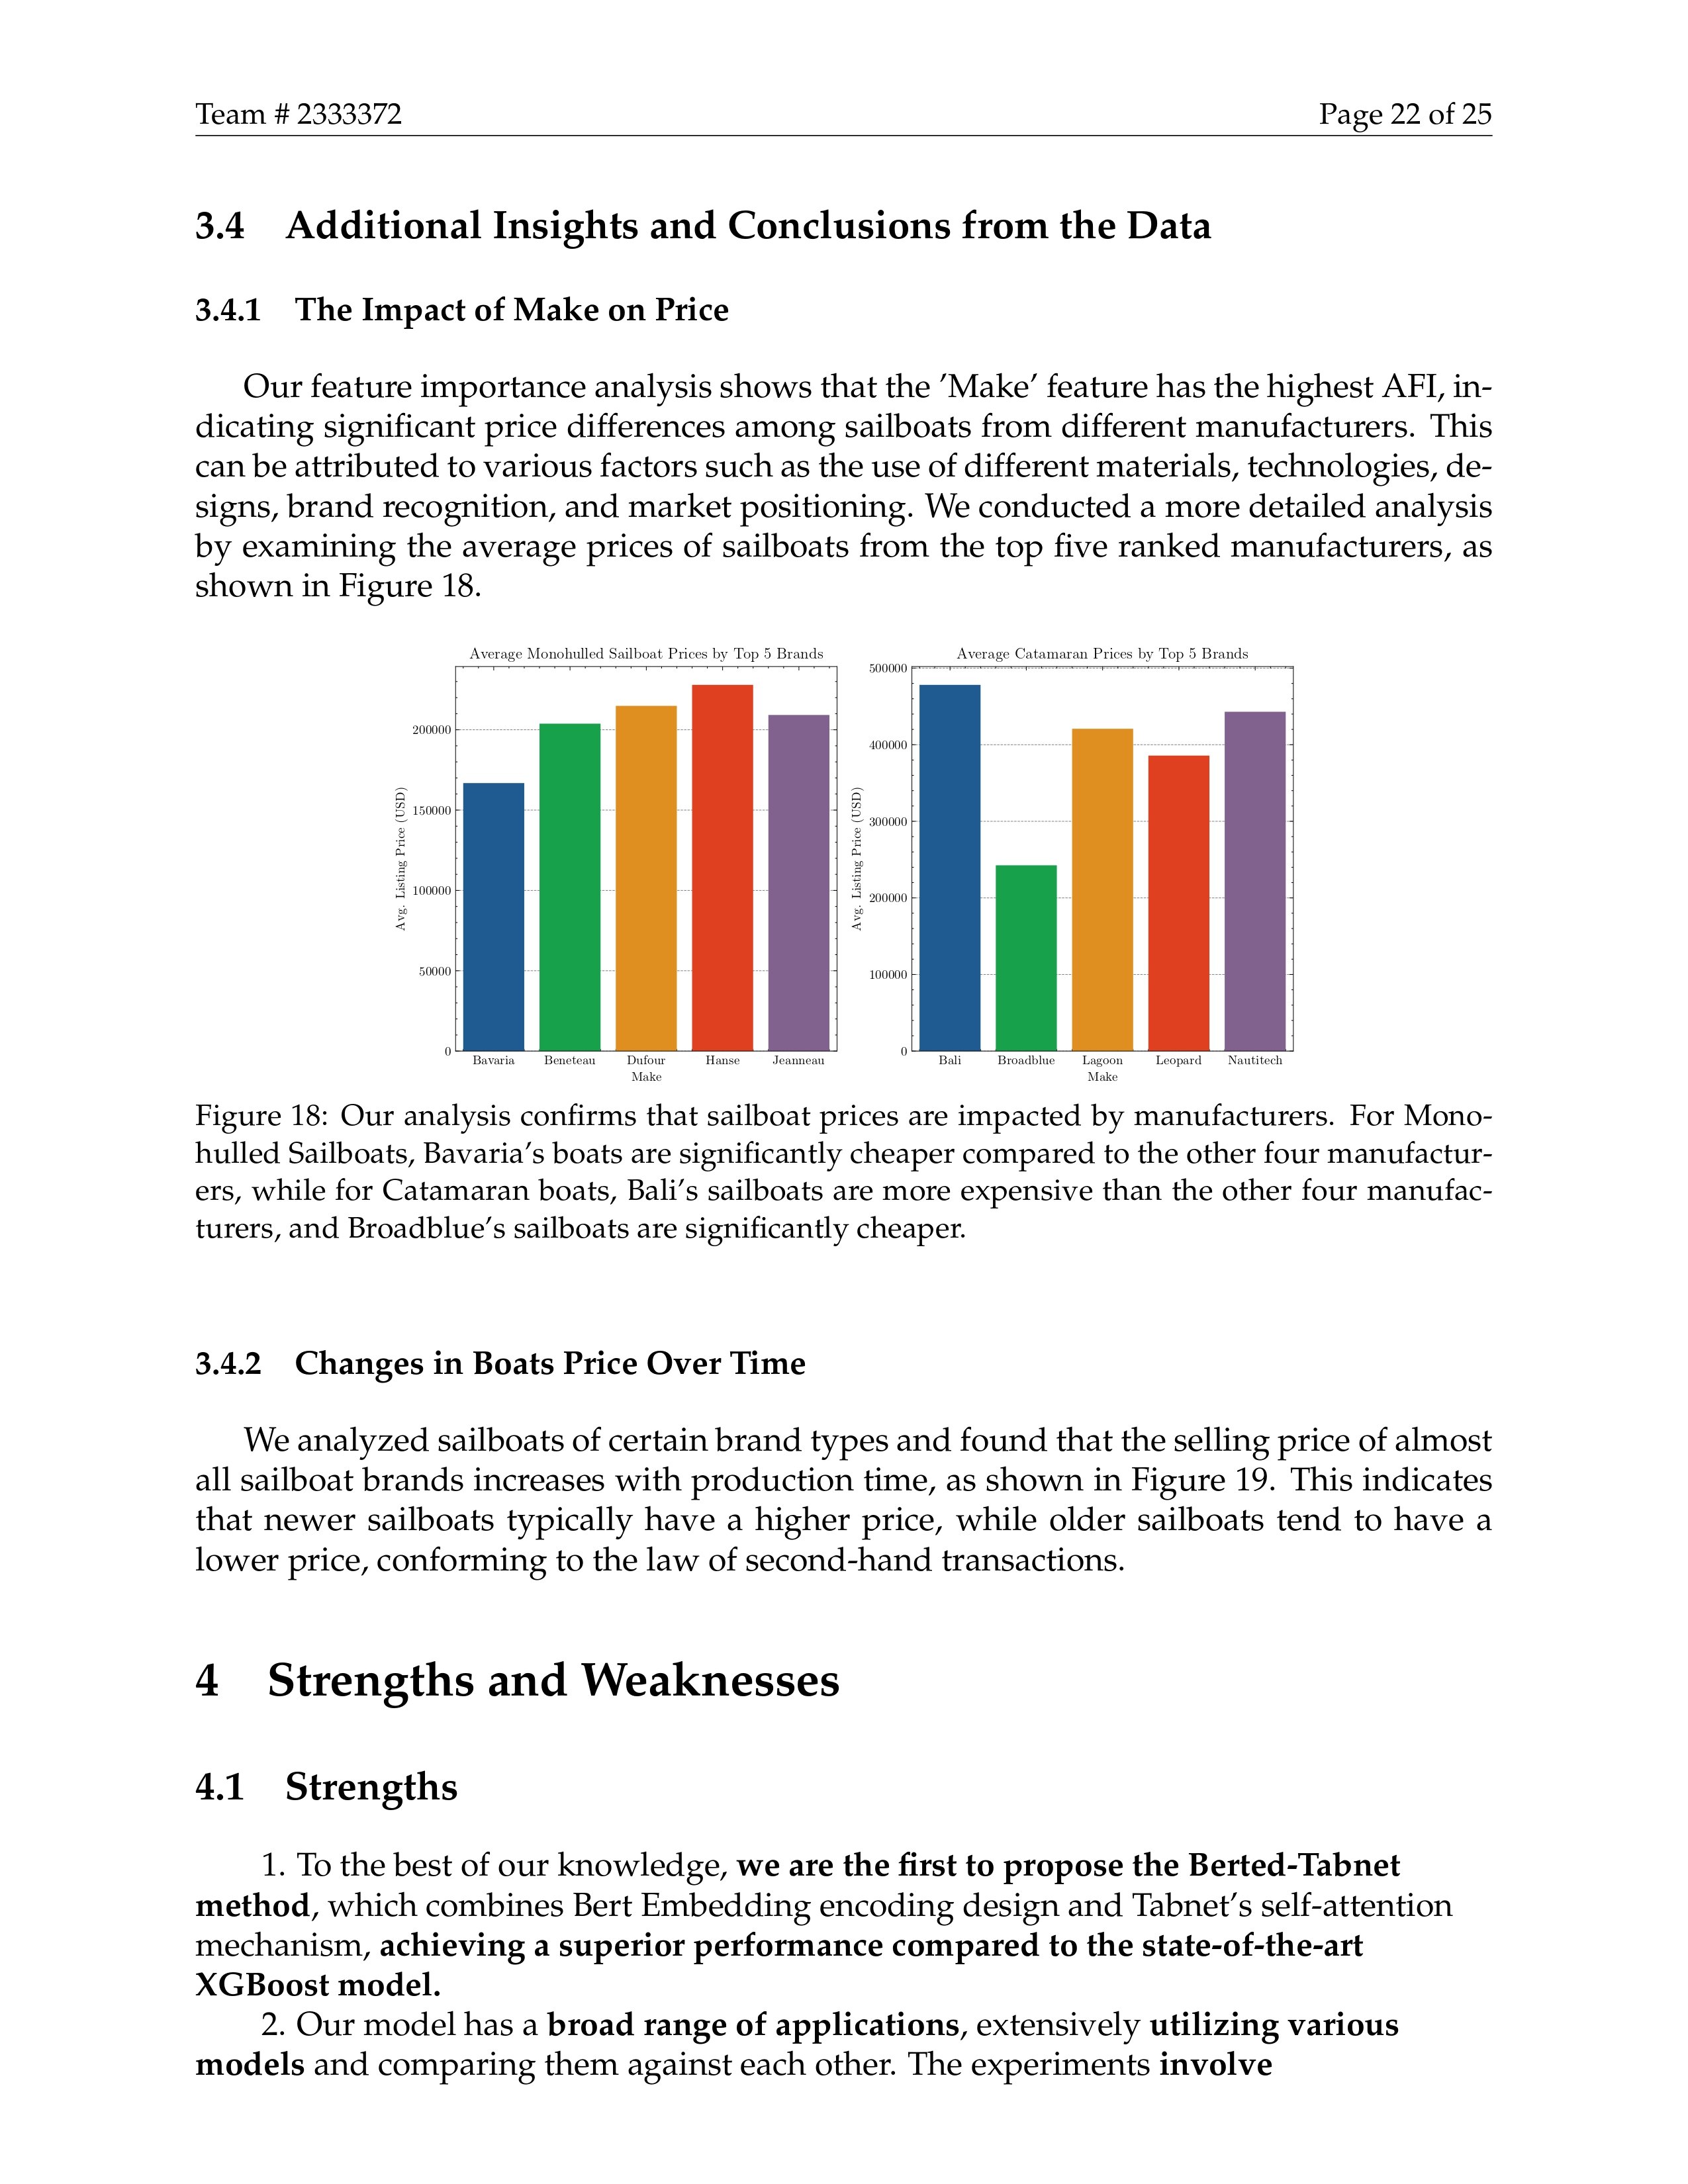 Team # 2333372
Page 22 of 25
3.4 Additional Insights and Conclusions from the Data
3.4.1 The Impact of Make on Price
Our feature importance analysis shows that the ’Make’ feature has the highest AFI, in-
dicating significant price differences among sailboats from different manufacturers. This
can be attributed to various factors such as the use of different materials, technologies, de-
signs, brand recognition, and market positioning. We conducted a more detailed analysis
by examining the average prices of sailboats from the top five ranked manufacturers, as
shown in Figure 18.
Average Monohulled Sailboat Prices by Top 5 Brands
Avg. Listing Price (USD)
200000
150000
100000
50000
0
Bavaria Beneteau Dufour Hanse Jeanneau
Make
Average Catamaran Prices by Top 5 Brands
Avg. Listing Price (USD)
500000
400000
300000
200000
100000
0
Bali Broadblue Lagoon Leopard Nautitech
Make
Figure 18: Our analysis confirms that sailboat prices are impacted by manufacturers. For Mono-
hulled Sailboats, Bavaria’s boats are significantly cheaper compared to the other four manufactur-
ers, while for Catamaran boats, Bali’s sailboats are more expensive than the other four manufac-
turers, and Broadblue’s sailboats are significantly cheaper.
3.4.2 Changes in Boats Price Over Time
We analyzed sailboats of certain brand types and found that the selling price of almost
all sailboat brands increases with production time, as shown in Figure 19. This indicates
that newer sailboats typically have a higher price, while older sailboats tend to have a
lower price, conforming to the law of second-hand transactions.
4 Strengths and Weaknesses
4.1 Strengths
1. To the best of our knowledge, we are the first to propose the Berted-Tabnet
method, which combines Bert Embedding encoding design and Tabnet’s self-attention
mechanism, achieving a superior performance compared to the state-of-the-art
XGBoost model.
2. Our model has a broad range of applications, extensively utilizing various
models and comparing them against each other. The experiments involve